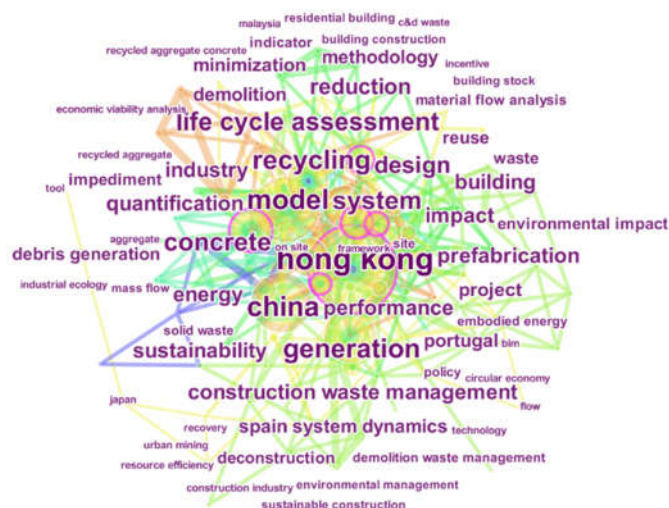 malaysia
residential building
c&d waste
recycled aggregate concrete
indicator
building construction
minimization
methodology
incentive
demolition
reduction
building stock
economic viability analysis
material flow analysis
life cycle assessment
reuse
recycled aggregate
recycling
design
waste
tool
impediment
industry
building
quantification
model
system
impact
environmental impact
debris generation
aggregate
concrete
on site
framework
site
hong kong
prefabrication
industrial ecology
mass flow
energy
china
performance
project
solid waste
embodied energy
sustainability
generation
portugal
bim
policy
circular economy
japan
construction waste management
flow
recovery
spain
system dynamics
technology
urban mining
resource efficiency
deconstruction
demolition waste management
construction industry
environmental management
sustainable construction